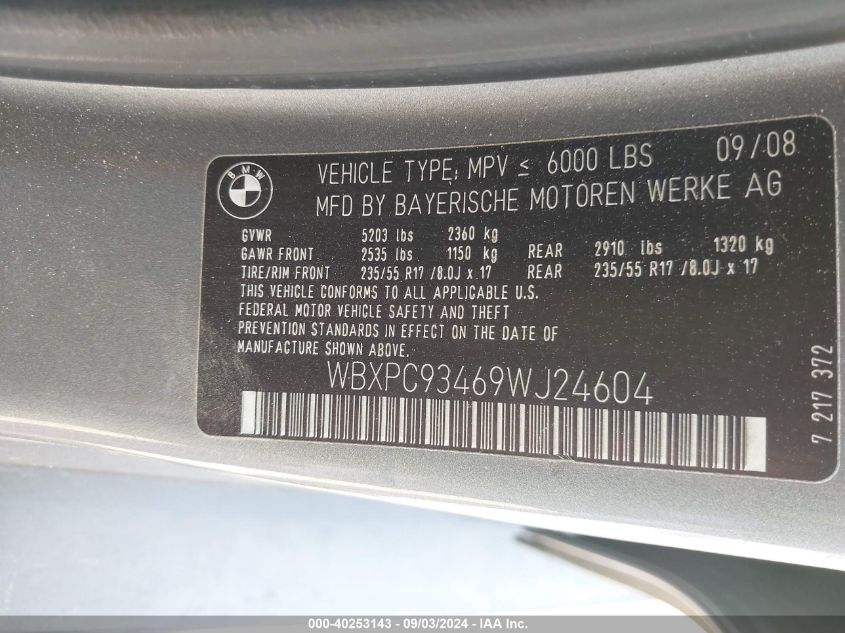 BMW
VEHICLE TYPE: MPV ≤ 6000 LBS 09/08
MFD BY BAYERISCHE MOTOREN WERKE AG
GVWR 5203 lbs 2360 kg
GAWR FRONT 2535 lbs 1150 kg REAR 2910 lbs 1320 kg
TIRE/RIM FRONT 235/55 R17 /8.0J x 17 REAR 235/55 R17 /8.0J x 17
THIS VEHICLE CONFORMS TO ALL APPLICABLE U.S.
FEDERAL MOTOR VEHICLE SAFETY AND THEFT
PREVENTION STANDARDS IN EFFECT ON THE DATE OF
MANUFACTURE SHOWN ABOVE.
WBXPC93469WJ24604
7 217 372
000-40253143 - 09/03/2024 - © IAA Inc.